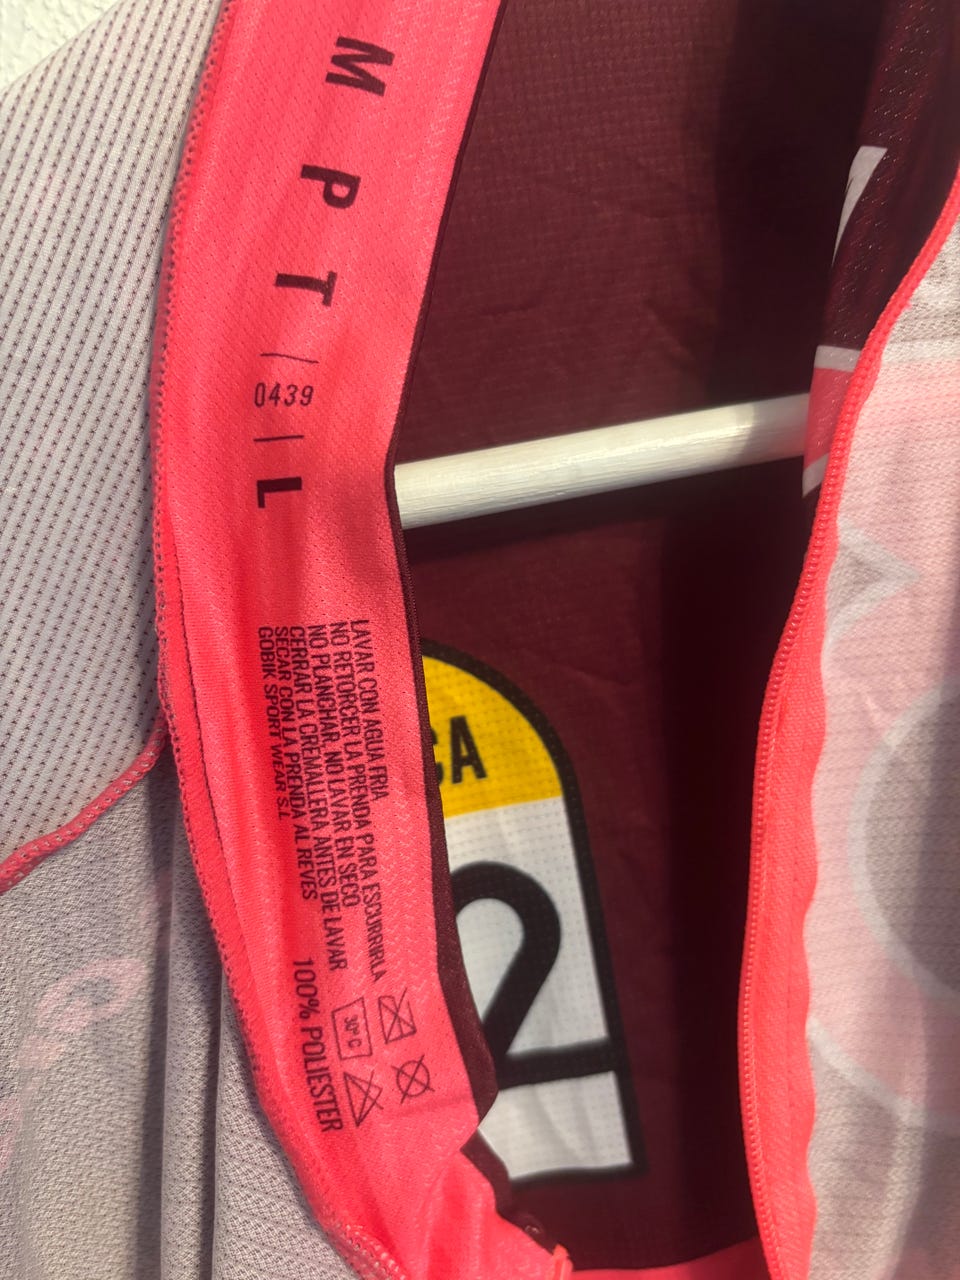 M P T / 0439 | L
LAVAR CON AGUA FRIA
NO RETORCER LA PRENDA PARA ESCURRIRLA
NO PLANCHAR, NO LAVAR EN SECO
CERRAR LA CREMALLERA ANTES DE LAVAR
SECAR CON LA PRENDA AL REVES
GOBIK SPORT WEAR S.L
30°C
100% POLIESTER
CA
2